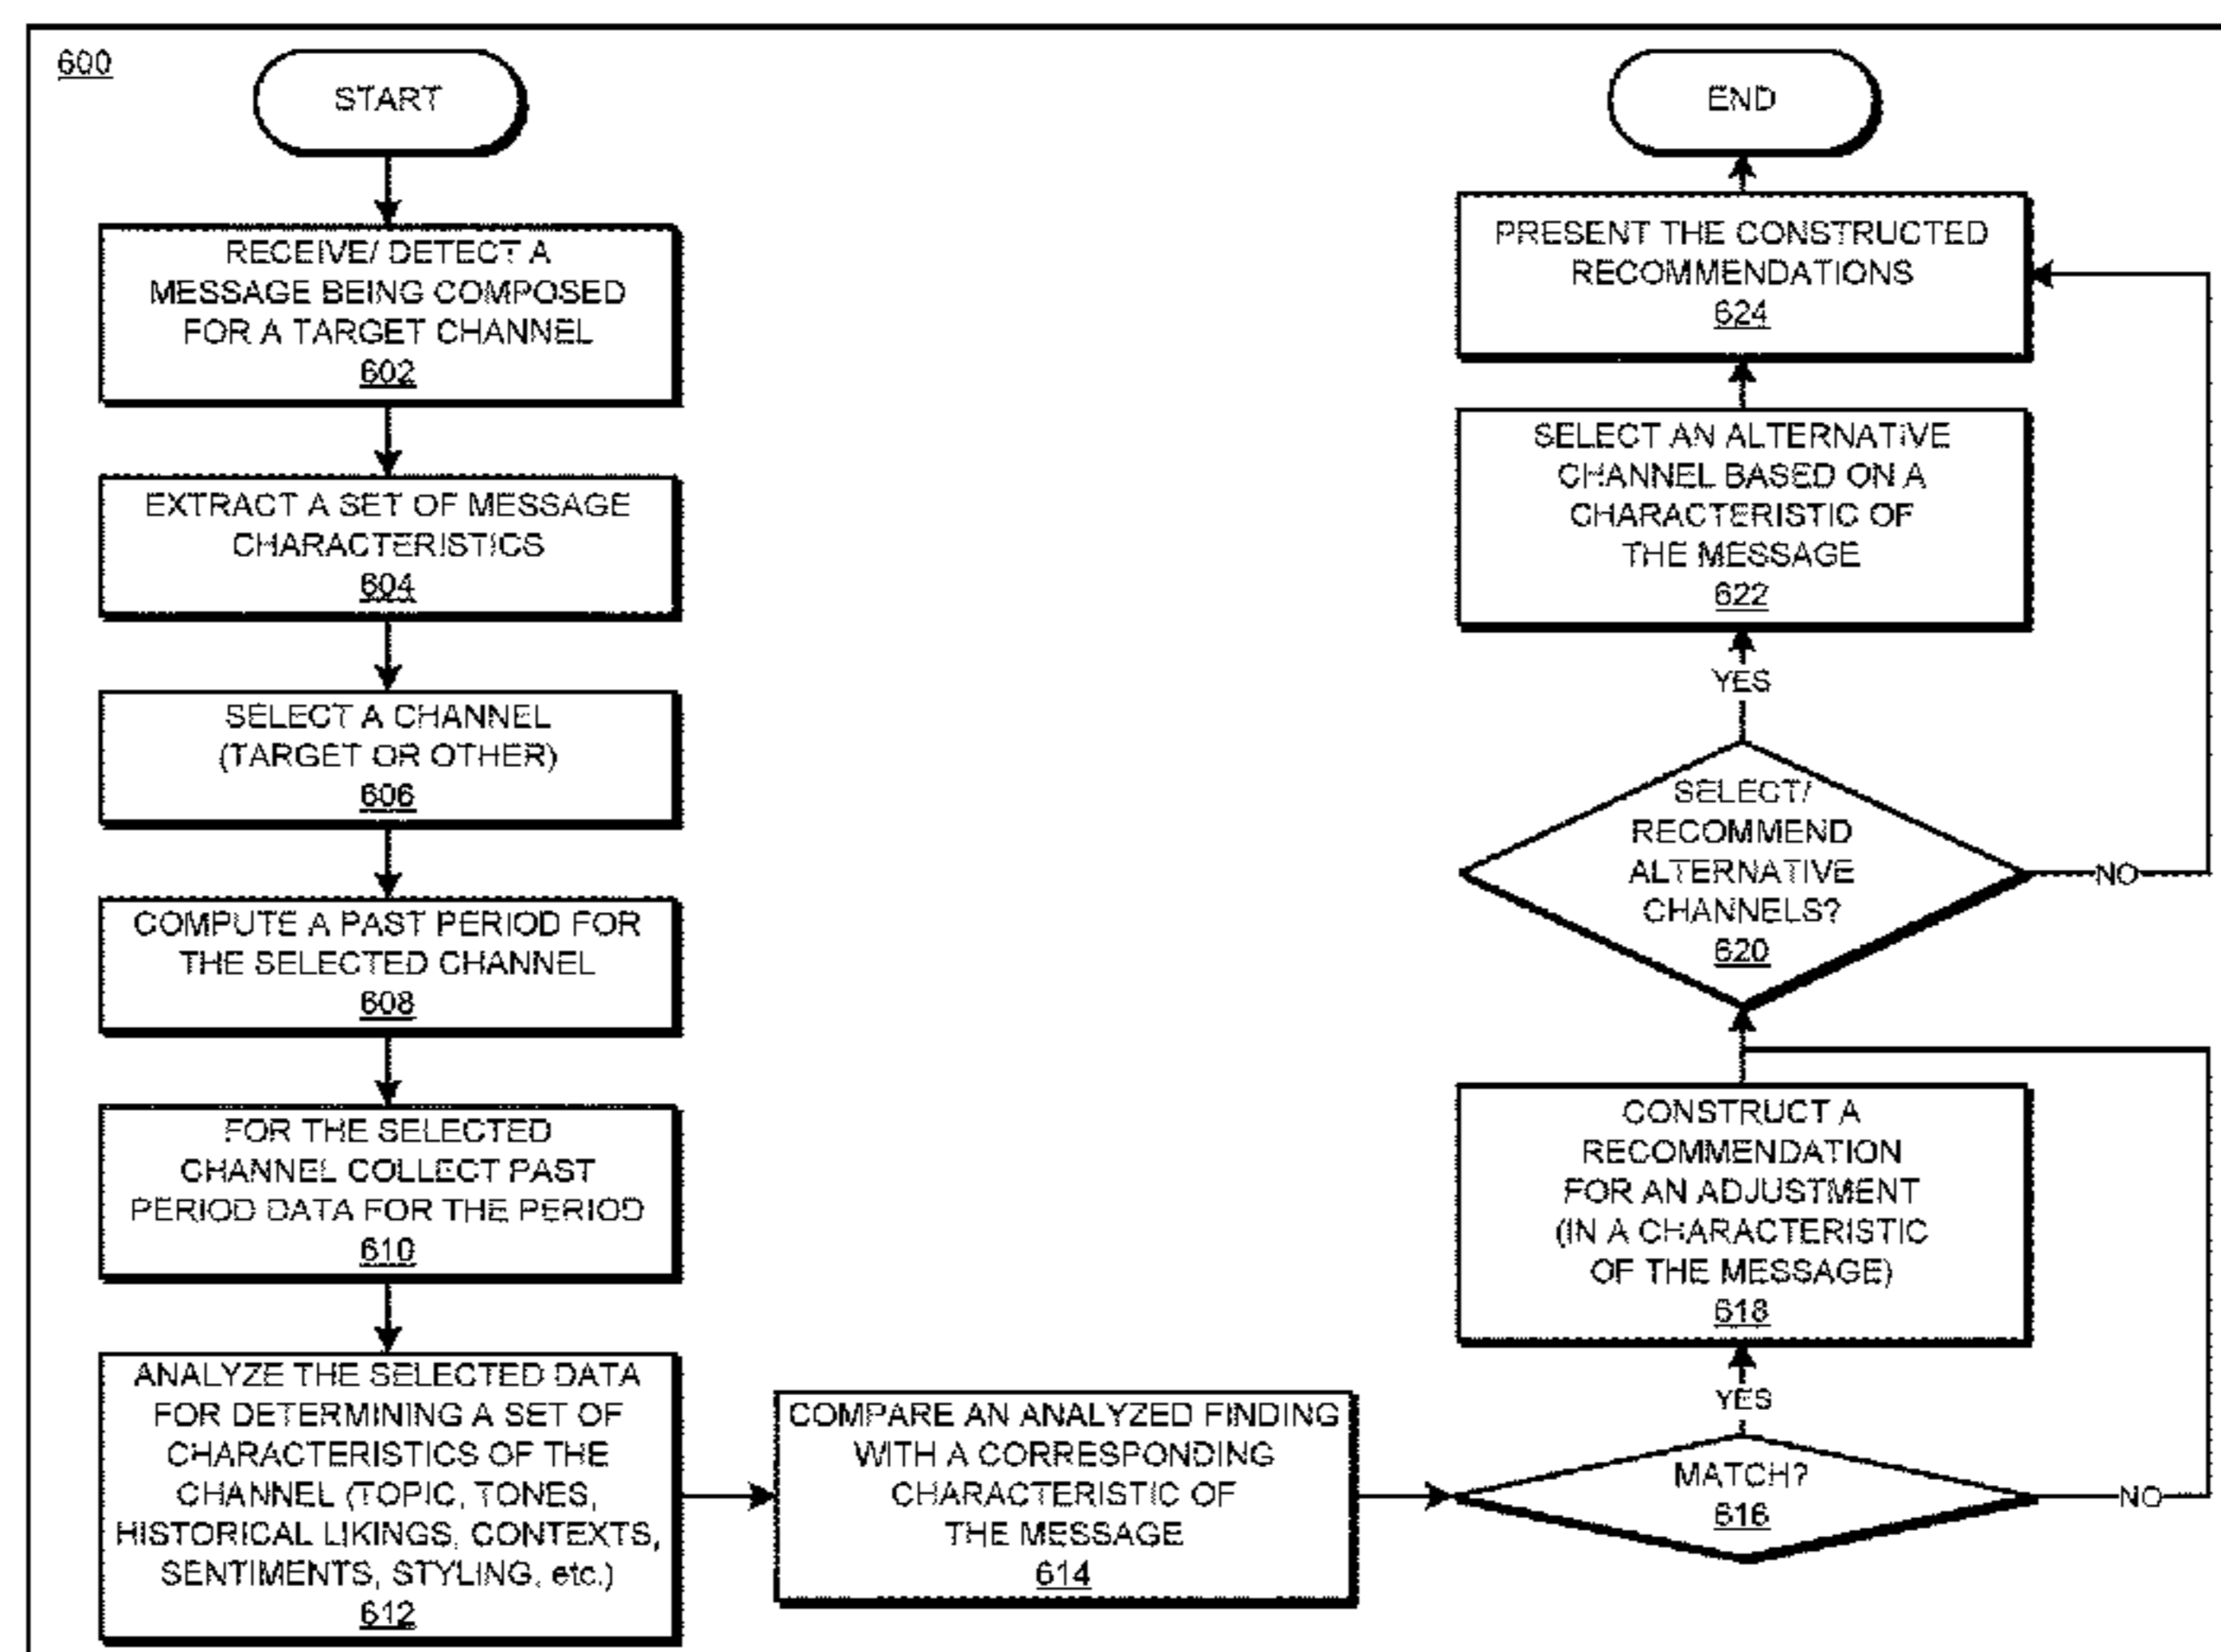 600
START
RECEIVE/ DETECT A
MESSAGE BEING COMPOSED
FOR A TARGET CHANNEL
602
EXTRACT A SET OF MESSAGE
CHARACTERISTICS
604
SELECT A CHANNEL
(TARGET OR OTHER)
606
COMPUTE A PAST PERIOD FOR
THE SELECTED CHANNEL
608
FOR THE SELECTED
CHANNEL COLLECT PAST
PERIOD DATA FOR THE PERIOD
610
ANALYZE THE SELECTED DATA
FOR DETERMINING A SET OF
CHARACTERISTICS OF THE
CHANNEL (TOPIC, TONES,
HISTORICAL LIKINGS, CONTEXTS,
SENTIMENTS, STYLING, etc.)
612
COMPARE AN ANALYZED FINDING
WITH A CORRESPONDING
CHARACTERISTIC OF
THE MESSAGE
614
MATCH?
616
NO
YES
CONSTRUCT A
RECOMMENDATION
FOR AN ADJUSTMENT
(IN A CHARACTERISTIC
OF THE MESSAGE)
618
SELECT/
RECOMMEND
ALTERNATIVE
CHANNELS?
620
NO
YES
SELECT AN ALTERNATIVE
CHANNEL BASED ON A
CHARACTERISTIC OF
THE MESSAGE
622
PRESENT THE CONSTRUCTED
RECOMMENDATIONS
624
END